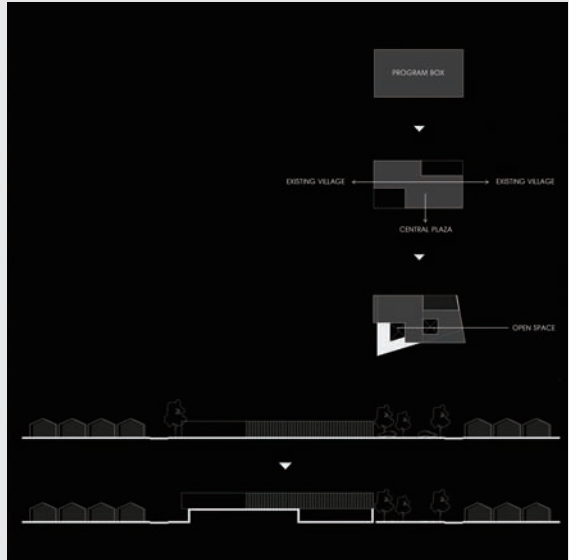 PROGRAM BOX
EXISTING VILLAGE
EXISTING VILLAGE
CENTRAL PLAZA
OPEN SPACE